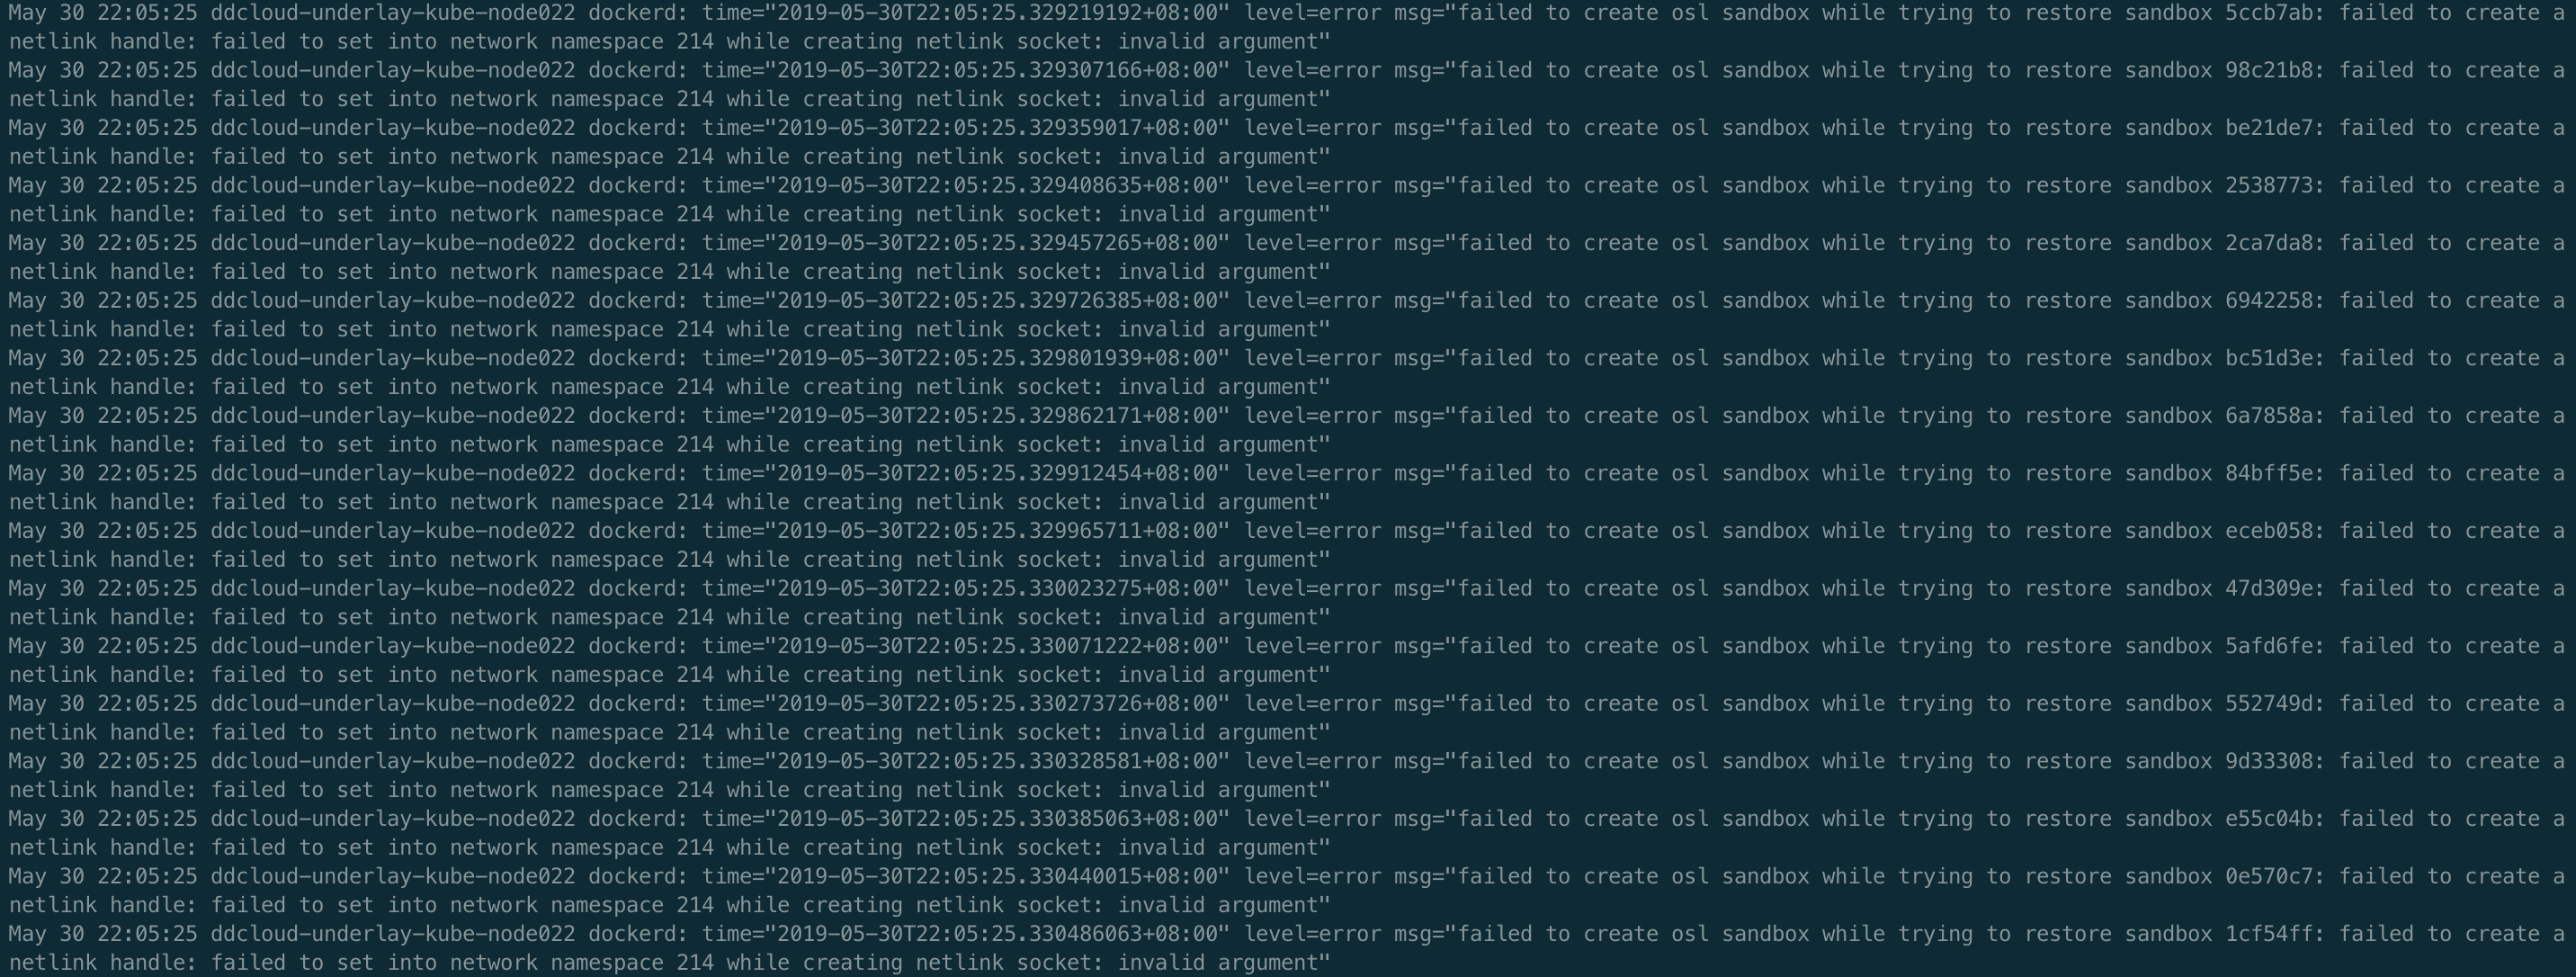 May 30 22:05:25 ddcloud-underlay-kube-node022 dockerd: time="2019-05-30T22:05:25.329219192+08:00" level=error msg="failed to create osl sandbox while trying to restore sandbox 5ccb7ab: failed to create a
netlink handle: failed to set into network namespace 214 while creating netlink socket: invalid argument"
May 30 22:05:25 ddcloud-underlay-kube-node022 dockerd: time="2019-05-30T22:05:25.329307166+08:00" level=error msg="failed to create osl sandbox while trying to restore sandbox 98c21b8: failed to create a
netlink handle: failed to set into network namespace 214 while creating netlink socket: invalid argument"
May 30 22:05:25 ddcloud-underlay-kube-node022 dockerd: time="2019-05-30T22:05:25.329359017+08:00" level=error msg="failed to create osl sandbox while trying to restore sandbox be21de7: failed to create a
netlink handle: failed to set into network namespace 214 while creating netlink socket: invalid argument"
May 30 22:05:25 ddcloud-underlay-kube-node022 dockerd: time="2019-05-30T22:05:25.329408635+08:00" level=error msg="failed to create osl sandbox while trying to restore sandbox 2538773: failed to create a
netlink handle: failed to set into network namespace 214 while creating netlink socket: invalid argument"
May 30 22:05:25 ddcloud-underlay-kube-node022 dockerd: time="2019-05-30T22:05:25.329457265+08:00" level=error msg="failed to create osl sandbox while trying to restore sandbox 2ca7da8: failed to create a
netlink handle: failed to set into network namespace 214 while creating netlink socket: invalid argument"
May 30 22:05:25 ddcloud-underlay-kube-node022 dockerd: time="2019-05-30T22:05:25.329726385+08:00" level=error msg="failed to create osl sandbox while trying to restore sandbox 6942258: failed to create a
netlink handle: failed to set into network namespace 214 while creating netlink socket: invalid argument"
May 30 22:05:25 ddcloud-underlay-kube-node022 dockerd: time="2019-05-30T22:05:25.329801939+08:00" level=error msg="failed to create osl sandbox while trying to restore sandbox bc51d3e: failed to create a
netlink handle: failed to set into network namespace 214 while creating netlink socket: invalid argument"
May 30 22:05:25 ddcloud-underlay-kube-node022 dockerd: time="2019-05-30T22:05:25.329862171+08:00" level=error msg="failed to create osl sandbox while trying to restore sandbox 6a7858a: failed to create a
netlink handle: failed to set into network namespace 214 while creating netlink socket: invalid argument"
May 30 22:05:25 ddcloud-underlay-kube-node022 dockerd: time="2019-05-30T22:05:25.329912454+08:00" level=error msg="failed to create osl sandbox while trying to restore sandbox 84bff5e: failed to create a
netlink handle: failed to set into network namespace 214 while creating netlink socket: invalid argument"
May 30 22:05:25 ddcloud-underlay-kube-node022 dockerd: time="2019-05-30T22:05:25.329965711+08:00" level=error msg="failed to create osl sandbox while trying to restore sandbox eceb058: failed to create a
netlink handle: failed to set into network namespace 214 while creating netlink socket: invalid argument"
May 30 22:05:25 ddcloud-underlay-kube-node022 dockerd: time="2019-05-30T22:05:25.330023275+08:00" level=error msg="failed to create osl sandbox while trying to restore sandbox 47d309e: failed to create a
netlink handle: failed to set into network namespace 214 while creating netlink socket: invalid argument"
May 30 22:05:25 ddcloud-underlay-kube-node022 dockerd: time="2019-05-30T22:05:25.330071222+08:00" level=error msg="failed to create osl sandbox while trying to restore sandbox 5afd6fe: failed to create a
netlink handle: failed to set into network namespace 214 while creating netlink socket: invalid argument"
May 30 22:05:25 ddcloud-underlay-kube-node022 dockerd: time="2019-05-30T22:05:25.330273726+08:00" level=error msg="failed to create osl sandbox while trying to restore sandbox 552749d: failed to create a
netlink handle: failed to set into network namespace 214 while creating netlink socket: invalid argument"
May 30 22:05:25 ddcloud-underlay-kube-node022 dockerd: time="2019-05-30T22:05:25.330328581+08:00" level=error msg="failed to create osl sandbox while trying to restore sandbox 9d33308: failed to create a
netlink handle: failed to set into network namespace 214 while creating netlink socket: invalid argument"
May 30 22:05:25 ddcloud-underlay-kube-node022 dockerd: time="2019-05-30T22:05:25.330385063+08:00" level=error msg="failed to create osl sandbox while trying to restore sandbox e55c04b: failed to create a
netlink handle: failed to set into network namespace 214 while creating netlink socket: invalid argument"
May 30 22:05:25 ddcloud-underlay-kube-node022 dockerd: time="2019-05-30T22:05:25.330440015+08:00" level=error msg="failed to create osl sandbox while trying to restore sandbox 0e570c7: failed to create a
netlink handle: failed to set into network namespace 214 while creating netlink socket: invalid argument"
May 30 22:05:25 ddcloud-underlay-kube-node022 dockerd: time="2019-05-30T22:05:25.330486063+08:00" level=error msg="failed to create osl sandbox while trying to restore sandbox 1cf54ff: failed to create a
netlink handle: failed to set into network namespace 214 while creating netlink socket: invalid argument"